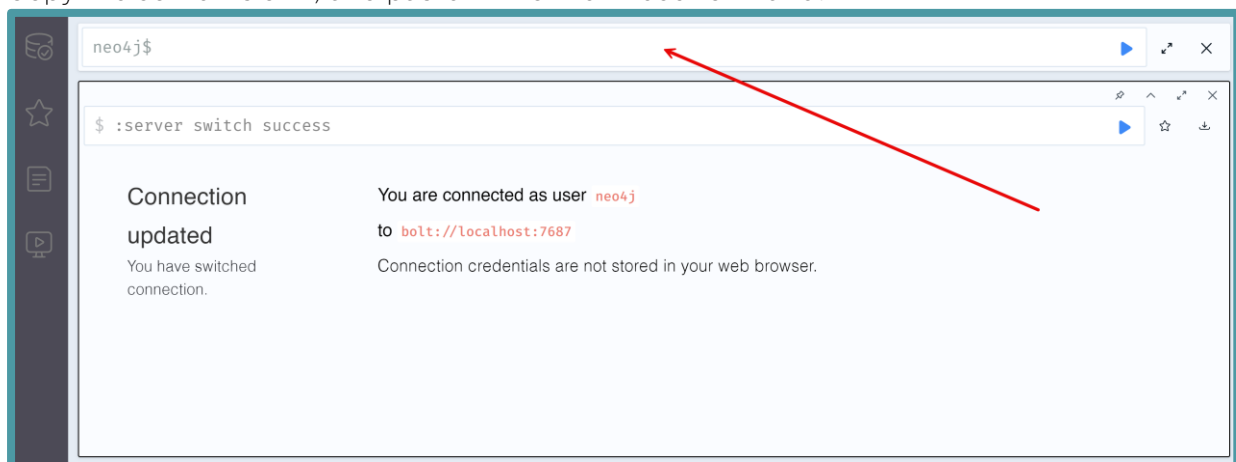 neo4j$
$ :server switch success
Connection
updated
You have switched
connection.
You are connected as user neo4j
to bolt://localhost:7687
Connection credentials are not stored in your web browser.